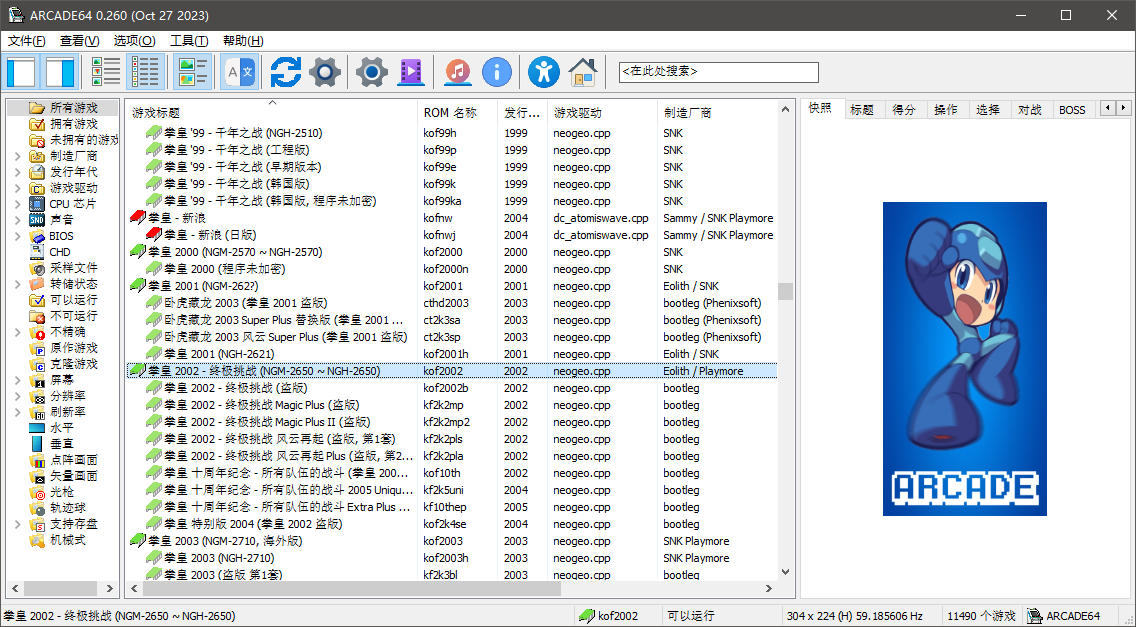 ARCADE64 0.260 (Oct 27 2023)
文件(F) 查看(V) 选项(O) 工具(T) 帮助(H)
A 文
<在此处搜索>
所有游戏
拥有游戏
未拥有的游戏
制造厂商
发行年代
游戏驱动
CPU 芯片
声音
BIOS
CHD
采样文件
转储状态
可以运行
不可运行
不精确
原作游戏
克隆游戏
屏幕
分辨率
刷新率
水平
垂直
点阵画面
矢量画面
光枪
轨迹球
支持存盘
机械式
游戏标题 ROM 名称 发行... 游戏驱动 制造厂商
拳皇 '99 - 千年之战 (NGH-2510) kof99h 1999 neogeo.cpp SNK
拳皇 '99 - 千年之战 (工程版) kof99p 1999 neogeo.cpp SNK
拳皇 '99 - 千年之战 (早期版本) kof99e 1999 neogeo.cpp SNK
拳皇 '99 - 千年之战 (韩国版) kof99k 1999 neogeo.cpp SNK
拳皇 '99 - 千年之战 (韩国版, 程序未加密) kof99ka 1999 neogeo.cpp SNK
拳皇 - 新浪 kofnw 2004 dc_atomiswave.cpp Sammy / SNK Playmore
拳皇 - 新浪 (日版) kofnwj 2004 dc_atomiswave.cpp Sammy / SNK Playmore
拳皇 2000 (NGM-2570 ~ NGH-2570) kof2000 2000 neogeo.cpp SNK
拳皇 2000 (程序未加密) kof2000n 2000 neogeo.cpp SNK
拳皇 2001 (NGM-262?) kof2001 2001 neogeo.cpp Eolith / SNK
卧虎藏龙 2003 (拳皇 2001 盗版) cthd2003 2003 neogeo.cpp bootleg (Phenixsoft)
卧虎藏龙 2003 Super Plus 替换版 (拳皇 2001 ... ct2k3sa 2003 neogeo.cpp bootleg (Phenixsoft)
卧虎藏龙 2003 风云 Super Plus (拳皇 2001 盗版) ct2k3sp 2003 neogeo.cpp bootleg (Phenixsoft)
拳皇 2001 (NGH-2621) kof2001h 2001 neogeo.cpp Eolith / SNK
拳皇 2002 - 终极挑战 (NGM-2650 ~ NGH-2650) kof2002 2002 neogeo.cpp Eolith / Playmore
拳皇 2002 - 终极挑战 (盗版) kof2002b 2002 neogeo.cpp bootleg
拳皇 2002 - 终极挑战 Magic Plus (盗版) kf2k2mp 2002 neogeo.cpp bootleg
拳皇 2002 - 终极挑战 Magic Plus II (盗版) kf2k2mp2 2002 neogeo.cpp bootleg
拳皇 2002 - 终极挑战 风云再起 (盗版, 第1套) kf2k2pls 2002 neogeo.cpp bootleg
拳皇 2002 - 终极挑战 风云再起 Plus (盗版, 第2... kf2k2pla 2002 neogeo.cpp bootleg
拳皇 十周年纪念 - 所有队伍的战斗 (拳皇 200... kof10th 2002 neogeo.cpp bootleg
拳皇 十周年纪念 - 所有队伍的战斗 2005 Uniqu... kf2k5uni 2004 neogeo.cpp bootleg
拳皇 十周年纪念 - 所有队伍的战斗 Extra Plus ... kf10thep 2005 neogeo.cpp bootleg
拳皇 特别版 2004 (拳皇 2002 盗版) kof2k4se 2004 neogeo.cpp bootleg
拳皇 2003 (NGM-2710, 海外版) kof2003 2003 neogeo.cpp SNK Playmore
拳皇 2003 (NGH-2710) kof2003h 2003 neogeo.cpp SNK Playmore
拳皇 2003 (盗版 第1套) kf2k3bl 2003 neogeo.cpp bootleg
快照 标题 得分 操作 选择 对战 BOSS
ARCADE
拳皇 2002 - 终极挑战 (NGM-2650 ~ NGH-2650) kof2002 可以运行 304 x 224 (H) 59.185606 Hz 11490 个游戏 ARCADE64